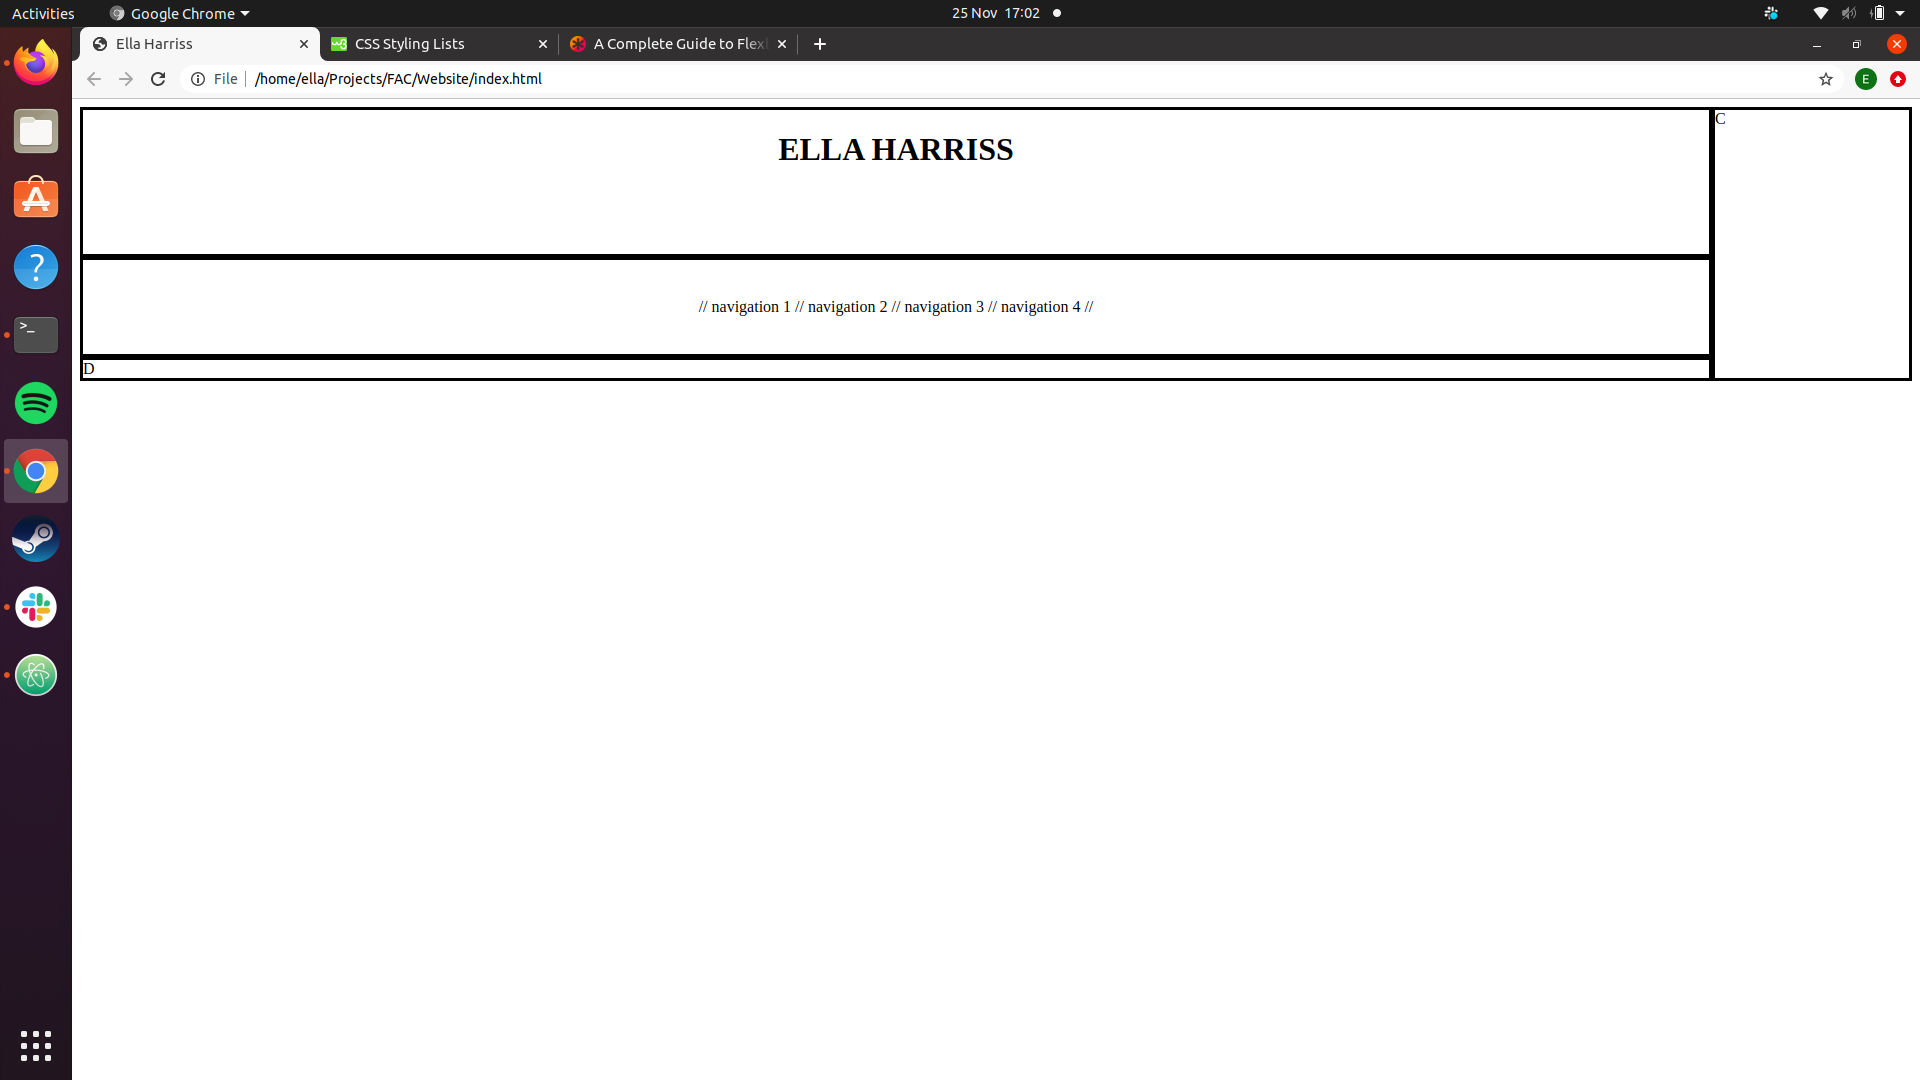 Activities Google Chrome 25 Nov 17:02
Ella Harriss CSS Styling Lists A Complete Guide to Flex
File /home/ella/Projects/FAC/Website/index.html E
ELLA HARRISS
C
// navigation 1 // navigation 2 // navigation 3 // navigation 4 //
D